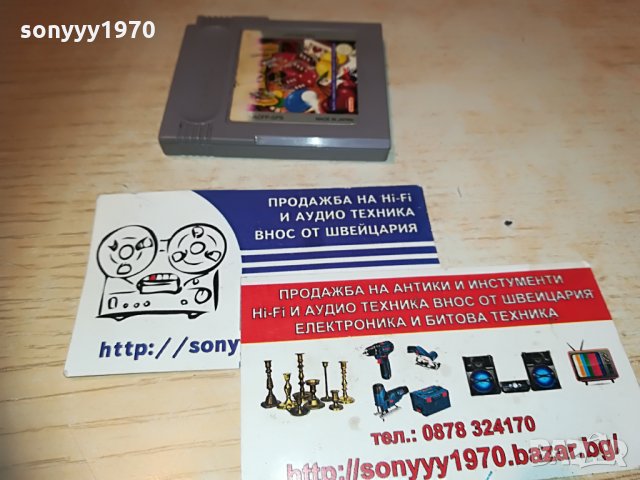 sonyyy1970
MADE IN JAPAN
ПРОДАЖБА НА Hi-Fi
И АУДИО ТЕХНИКА
ВНОС ОТ ШВЕЙЦАРИЯ
http://sony
ПРОДАЖБА НА АНТИКИ И ИНСТУМЕНТИ
Hi-Fi И АУДИО ТЕХНИКА ВНОС ОТ ШВЕИЦАРИЯ
ЕЛЕКТРОНИКА И БИТОВА ТЕХНИКА
тел.: 0878 324170
http://sonyyy1970.bazar.bg/